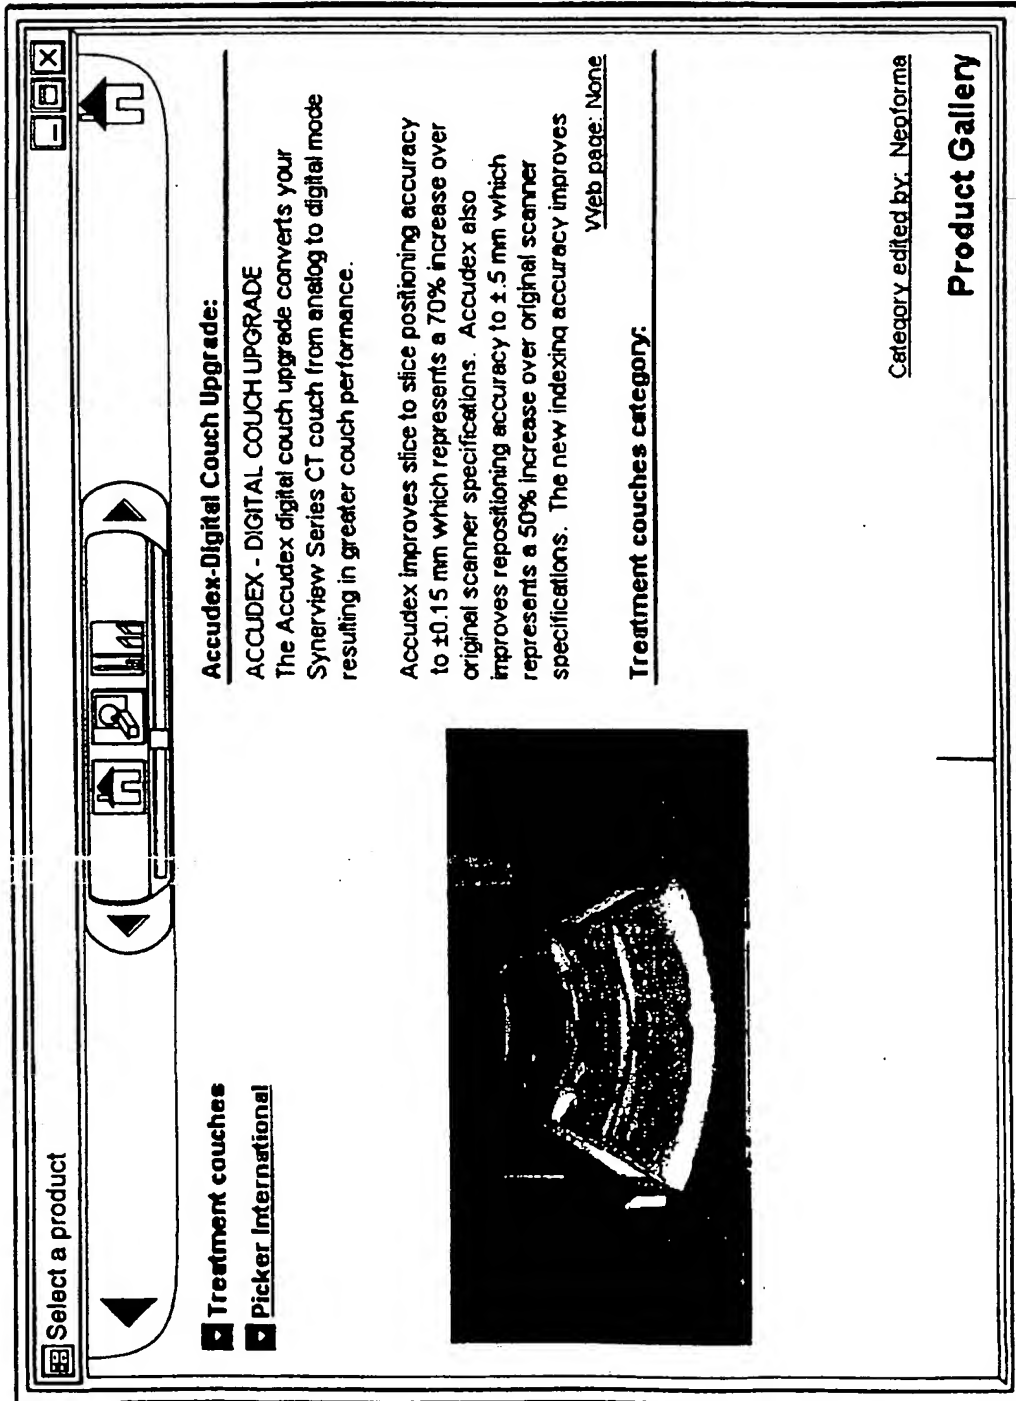 Select a product
Treatment couches
Picker International
Accudex-Digital Couch Upgrade:
ACCUDEX - DIGITAL COUCH UPGRADE
The Accudex digital couch upgrade converts your
Synerview Series CT couch from analog to digital mode
resulting in greater couch performance.
Accudex improves slice to slice positioning accuracy
to ±0.15 mm which represents a 70% increase over
original scanner specifications. Accudex also
improves repositioning accuracy to ±.5 mm which
represents a 50% increase over original scanner
specifications. The new indexing accuracy improves
Web page: None
Treatment couches category:
Category edited by: Neoforma
Product Gallery